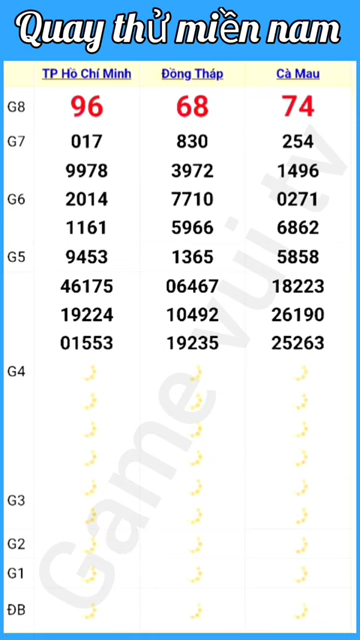 Quay thử miền nam
TP Hồ Chí Minh Đồng Tháp Cà Mau
G8 96 68 74
G7 017 830 254
9978 3972 1496
G6 2014 7710 0271
1161 5966 6862
G5 9453 1365 5858
46175 06467 18223
19224 10492 26190
01553 19235 25263
G4
G3
G2
G1
ĐB
Game vui tv